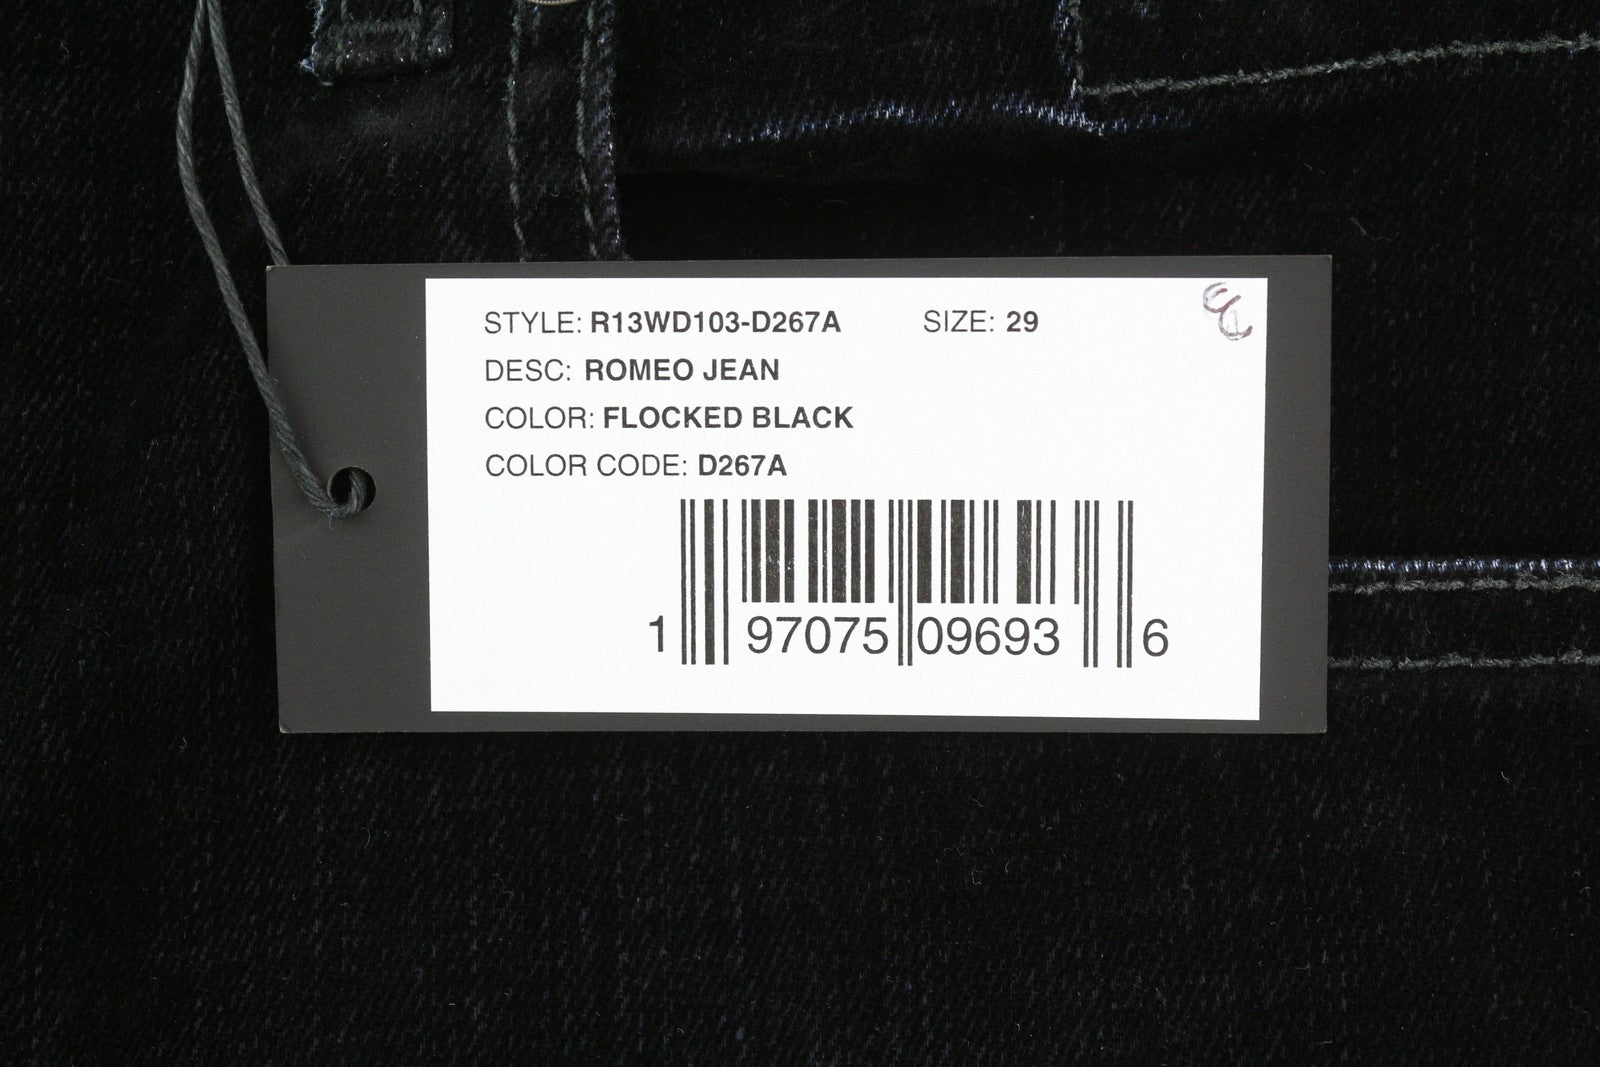 STYLE: R13WD103-D267A SIZE: 29
DESC: ROMEO JEAN
COLOR: FLOCKED BLACK
COLOR CODE: D267A
1 97075 09693 6